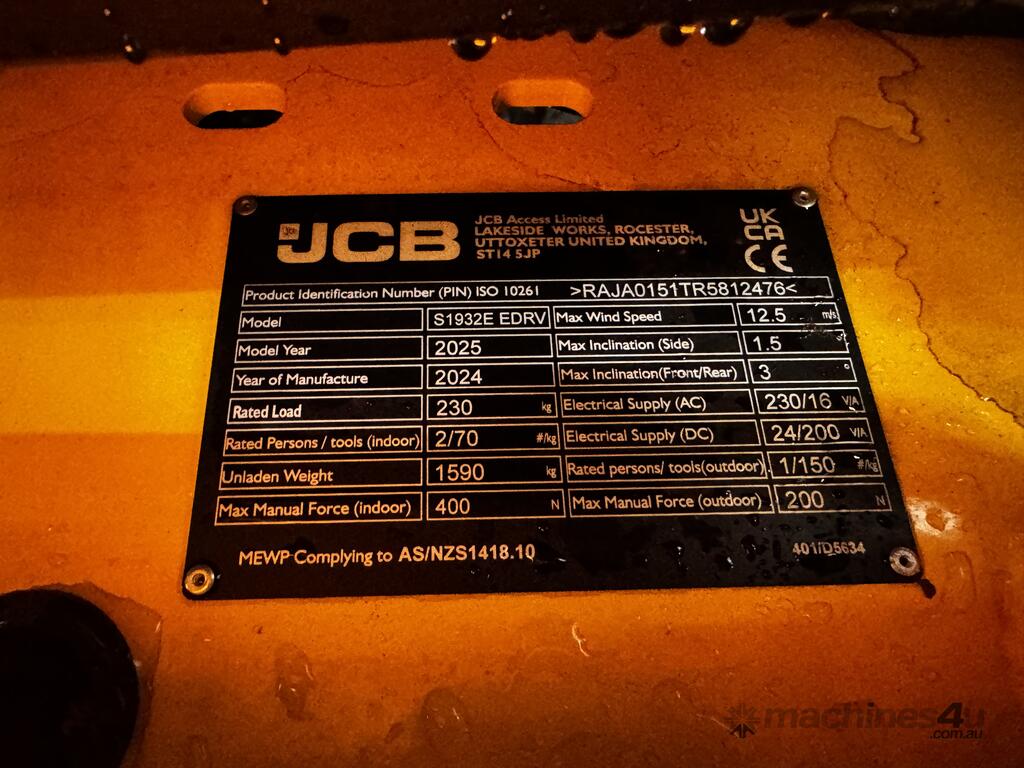 JCB
JCB Access Limited
LAKESIDE WORKS, ROCESTER,
UTTOXETER UNITED KINGDOM,
ST14 5JP
UK
CA
CE
Product Identification Number (PIN) ISO 10261 >RAJA0151TR5812476<
Model S1932E EDRV Max Wind Speed 12.5 m/s
Model Year 2025 Max Inclination (Side) 1.5 °
Year of Manufacture 2024 Max Inclination(Front/Rear) 3 °
Rated Load 230 kg Electrical Supply (AC) 230/16 V/A
Rated Persons / tools (indoor) 2/70 #/kg Electrical Supply (DC) 24/200 V/A
Unladen Weight 1590 kg Rated persons/ tools(outdoor) 1/150 #/kg
Max Manual Force (indoor) 400 N Max Manual Force (outdoor) 200 N
MEWP Complying to AS/NZS1418.10 401/D5634
machines4u
.com.au